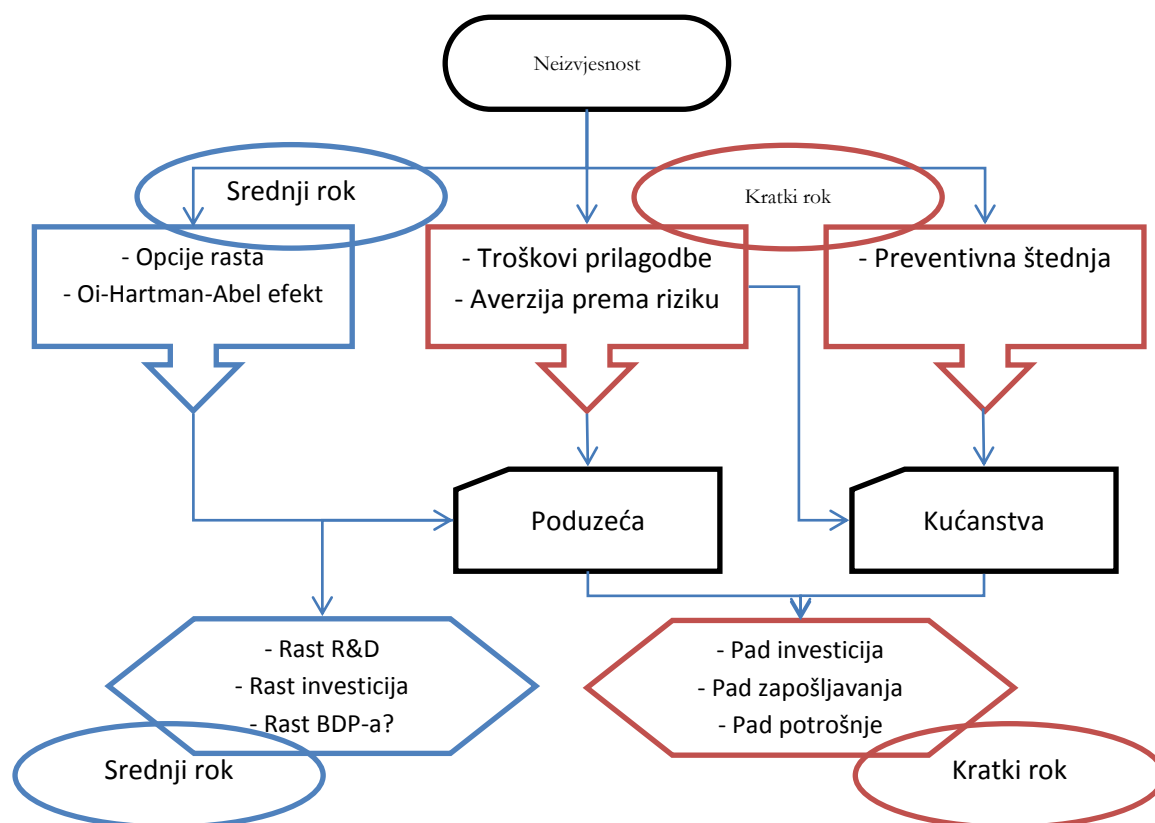 Neizvjesnost
Srednji rok
Kratki rok
- Opcije rasta
- Oi-Hartman-Abel efekt
- Troškovi prilagodbe
- Averzija prema riziku
- Preventivna štednja
Poduzeća
Kućanstva
- Rast R&D
- Rast investicija
- Rast BDP-a?
- Pad investicija
- Pad zapošljavanja
- Pad potrošnje
Srednji rok
Kratki rok